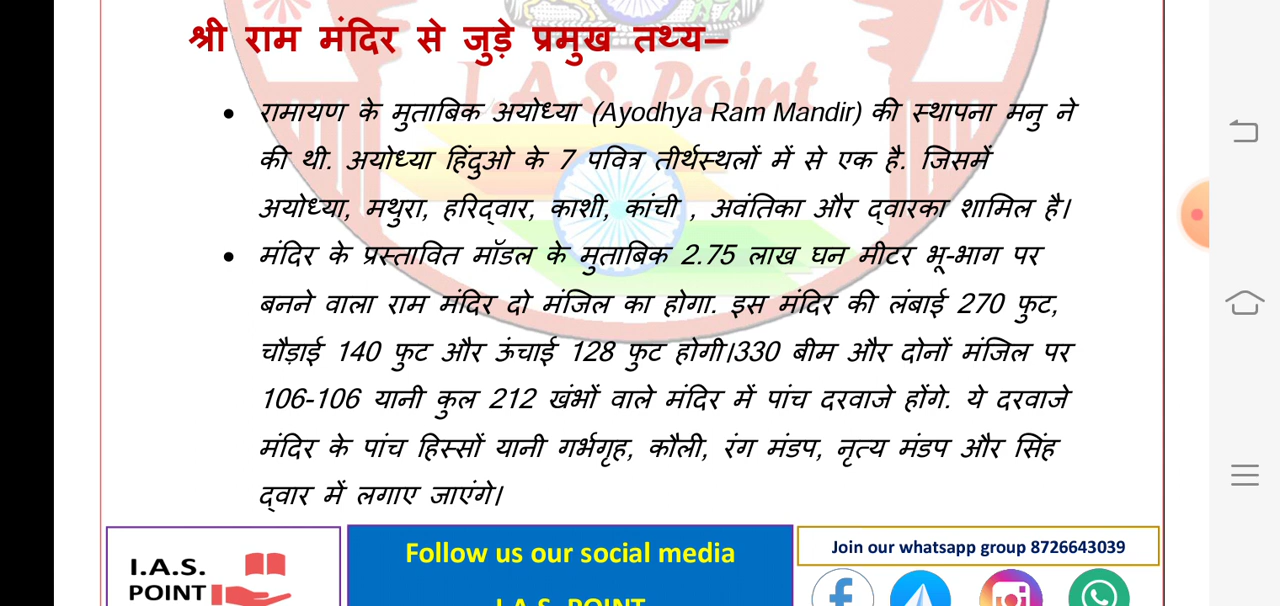 श्री राम मंदिर से जुड़े प्रमुख तथ्य–
I.A.S. Point
• रामायण के मुताबिक अयोध्या (Ayodhya Ram Mandir) की स्थापना मनु ने
की थी. अयोध्या हिंदुओ के 7 पवित्र तीर्थस्थलों में से एक है. जिसमें
अयोध्या, मथुरा, हरिद्वार, काशी, कांची , अवंतिका और द्वारका शामिल है।
• मंदिर के प्रस्तावित मॉडल के मुताबिक 2.75 लाख घन मीटर भू-भाग पर
बनने वाला राम मंदिर दो मंजिल का होगा. इस मंदिर की लंबाई 270 फुट,
चौड़ाई 140 फुट और ऊंचाई 128 फुट होगी।330 बीम और दोनों मंजिल पर
106-106 यानी कुल 212 खंभों वाले मंदिर में पांच दरवाजे होंगे. ये दरवाजे
मंदिर के पांच हिस्सों यानी गर्भगृह, कौली, रंग मंडप, नृत्य मंडप और सिंह
द्वार में लगाए जाएंगे।
I.A.S.
POINT
Follow us our social media
I.A.S. POINT
Join our whatsapp group 8726643039